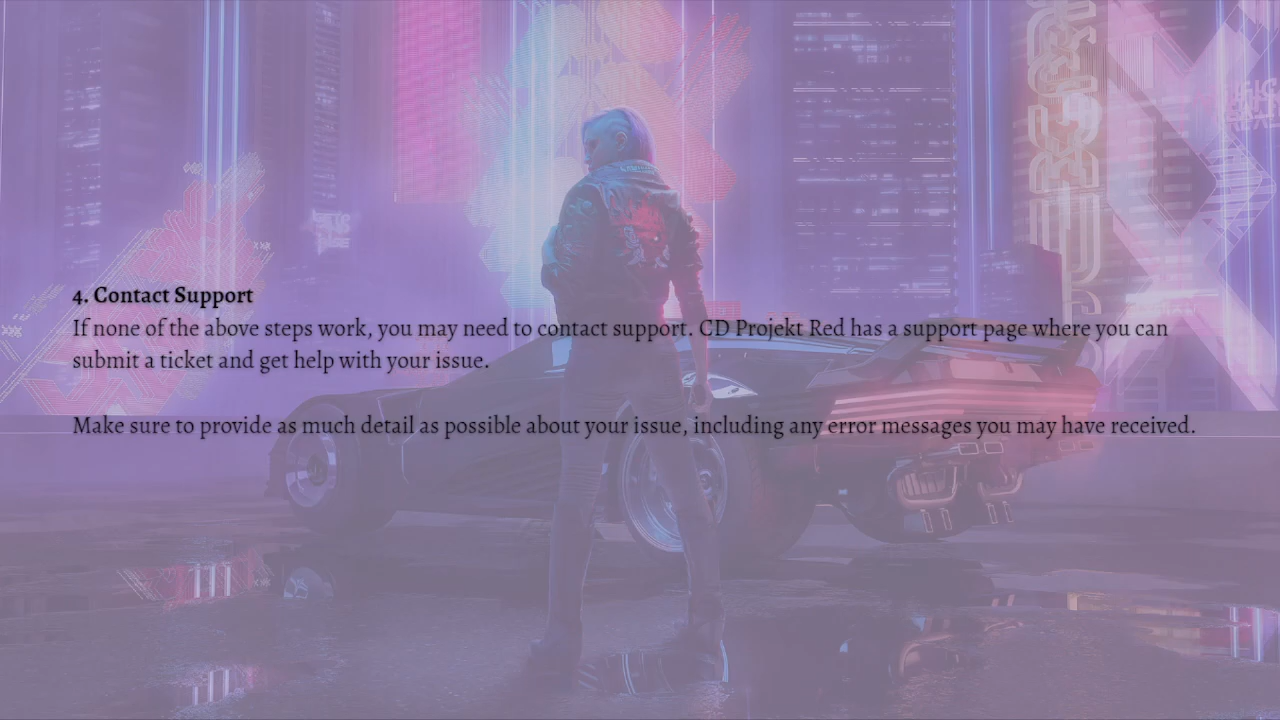 4. Contact Support
If none of the above steps work, you may need to contact support. CD Projekt Red has a support page where you can
submit a ticket and get help with your issue.
Make sure to provide as much detail as possible about your issue, including any error messages you may have received.